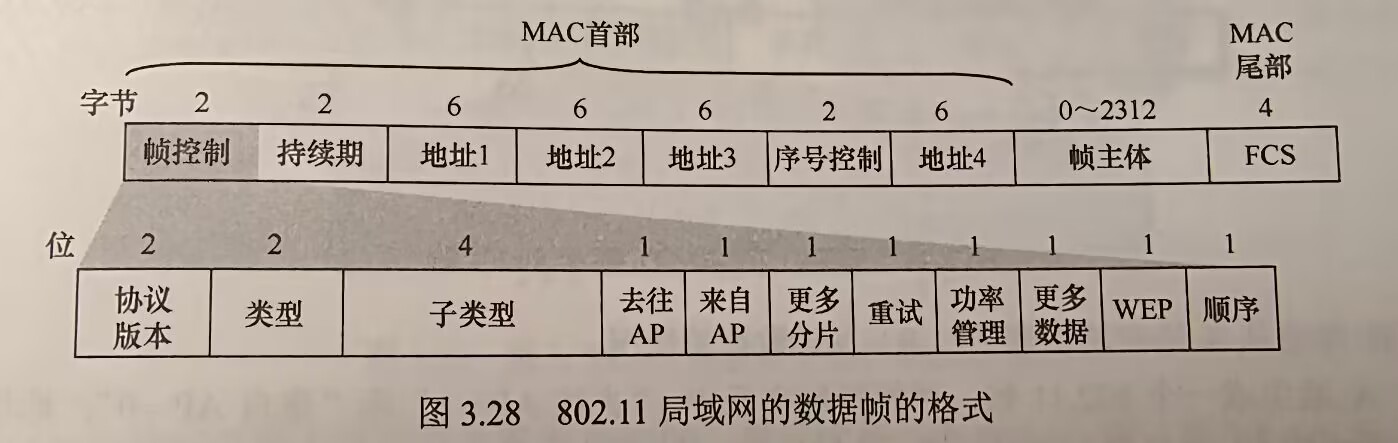 MAC首部
MAC
尾部
字节 2 2 6 6 6 2 6 0~2312 4
帧控制 持续期 地址1 地址2 地址3 序号控制 地址4 帧主体 FCS
位 2 2 4 1 1 1 1 1 1 1 1
协议版本 类型 子类型 去往AP 来自AP 更多分片 重试 功率管理 更多数据 WEP 顺序
图 3.28 802.11 局域网的数据帧的格式